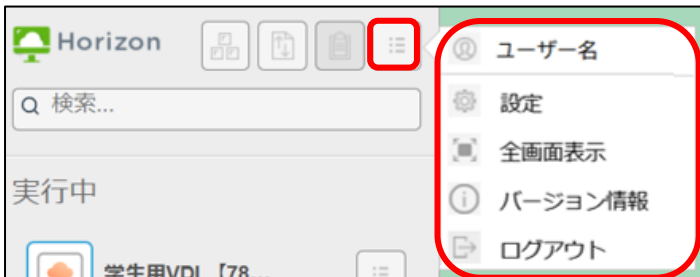 Horizon
検索...
実行中
学生用VDI 【78...
ユーザー名
設定
全画面表示
バージョン情報
ログアウト